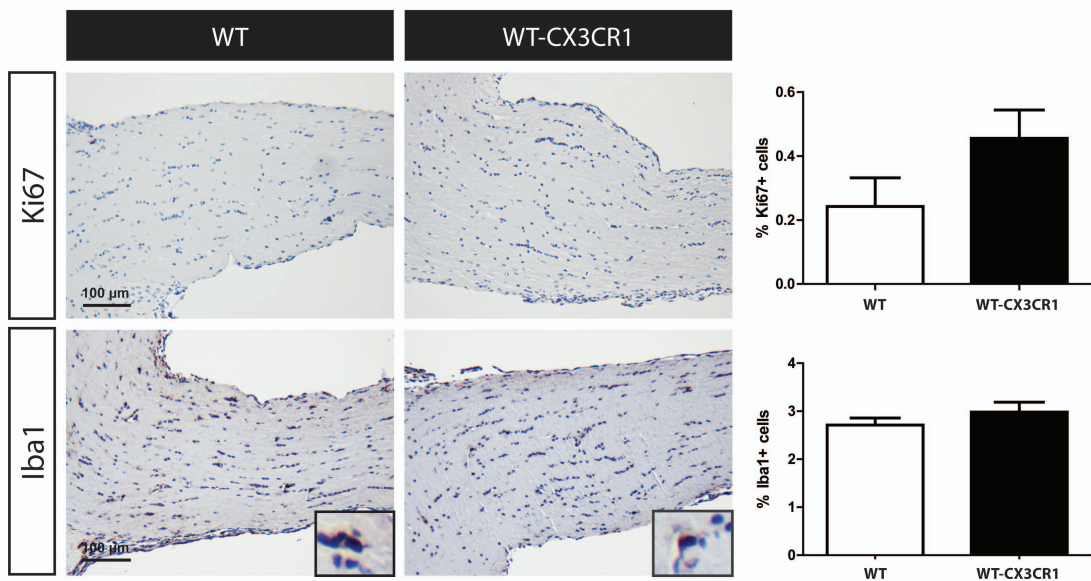 WT
WT-CX3CR1
Ki67
100 µm
Iba1
100 µm
% Ki67+ cells
0.6
0.4
0.2
0.0
WT
WT-CX3CR1
% Iba1+ cells
4
3
2
1
0
WT
WT-CX3CR1